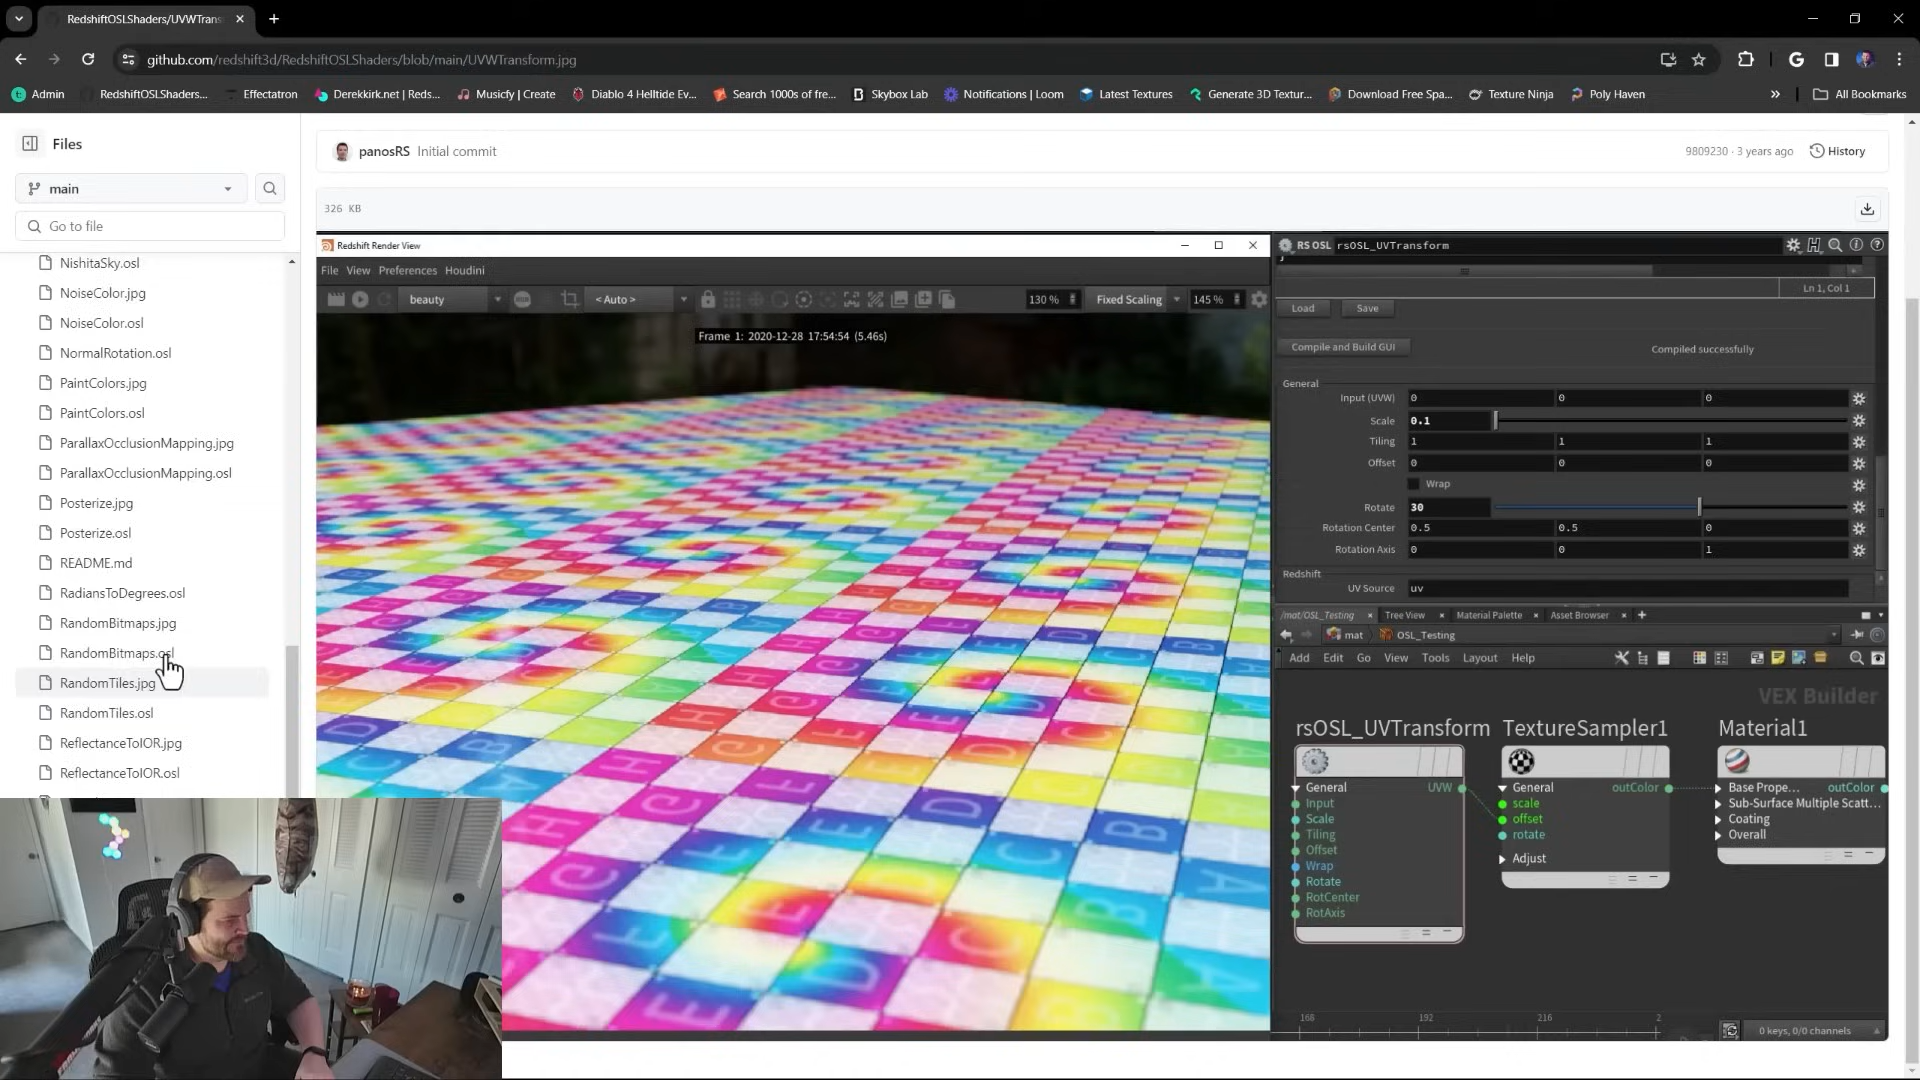 RedshiftOSLShaders/UVWTrans
github.com/redshift3d/RedshiftOSLShaders/blob/main/UVWTransform.jpg
Admin
RedshiftOSLShaders...
Effectatron
Derekkirk.net | Reds...
Musicfy | Create
Diablo 4 Helltide Ev...
Search 1000s of fre...
Skybox Lab
Notifications | Loom
Latest Textures
Generate 3D Textur...
Download Free Spa...
Texture Ninja
Poly Haven
All Bookmarks
Files
main
Go to file
NishitaSky.osl
NoiseColor.jpg
NoiseColor.osl
NormalRotation.osl
PaintColors.jpg
PaintColors.osl
ParallaxOcclusionMapping.jpg
ParallaxOcclusionMapping.osl
Posterize.jpg
Posterize.osl
README.md
RadiansToDegrees.osl
RandomBitmaps.jpg
RandomBitmaps.osl
RandomTiles.jpg
RandomTiles.osl
ReflectanceToIOR.jpg
ReflectanceToIOR.osl
panosRS Initial commit
9809230 · 3 years ago
History
326 KB
Redshift Render View
File View Preferences Houdini
beauty
< Auto >
130 %
Fixed Scaling
145 %
Frame 1: 2020-12-28 17:54:54 (5.46s)
RS OSL rsOSL_UVTransform
Ln 1, Col 1
Load Save
Compile and Build GUI
Compiled successfully
General
Input (UVW) 0 0 0
Scale 0.1
Tiling 1 1 1
Offset 0 0 0
Wrap
Rotate 30
Rotation Center 0.5 0.5 0
Rotation Axis 0 0 1
Redshift
UV Source uv
/mat/OSL_Testing Tree View Material Palette Asset Browser
mat OSL_Testing
Add Edit Go View Tools Layout Help
VEX Builder
rsOSL_UVTransform
General UVW
Input
Scale
Tiling
Offset
Wrap
Rotate
RotCenter
RotAxis
TextureSampler1
General outColor
scale
offset
rotate
Adjust
Material1
Base Prope... outColor
Sub-Surface Multiple Scatt...
Coating
Overall
168 192 216 2
0 keys, 0/0 channels